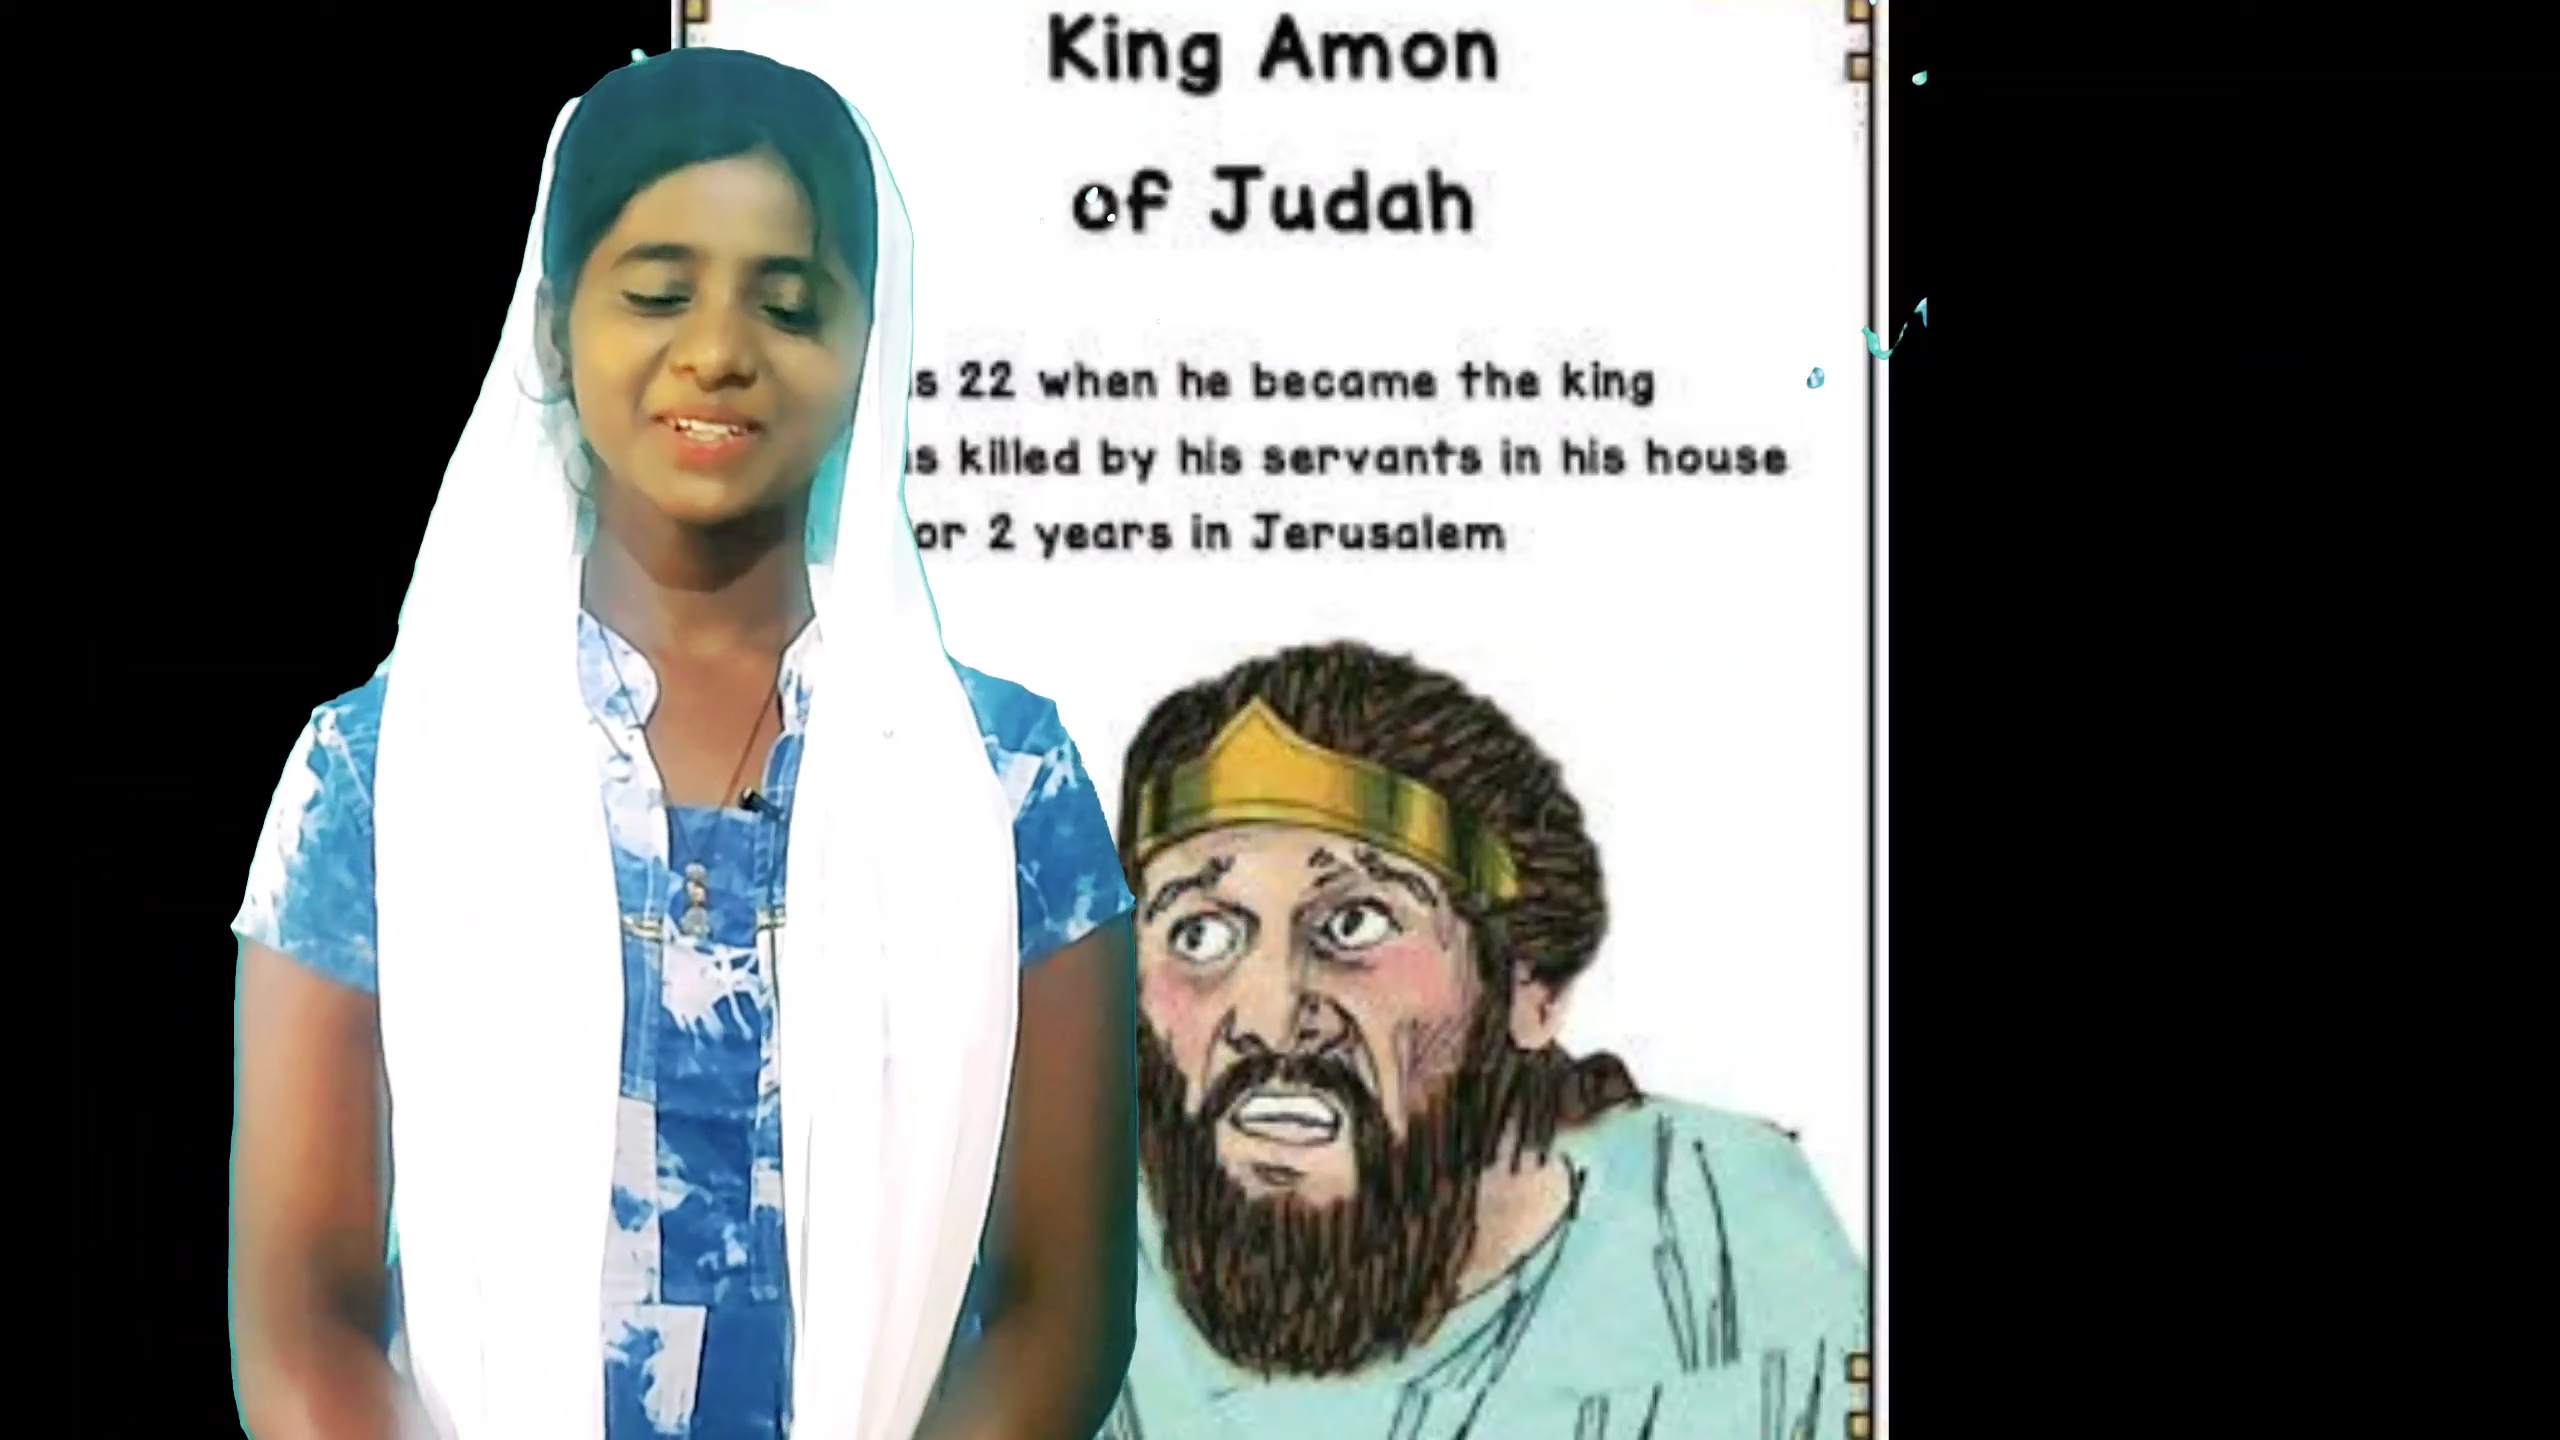 King Amon
of Judah
22 when he became the king
killed by his servants in his house
2 years in Jerusalem